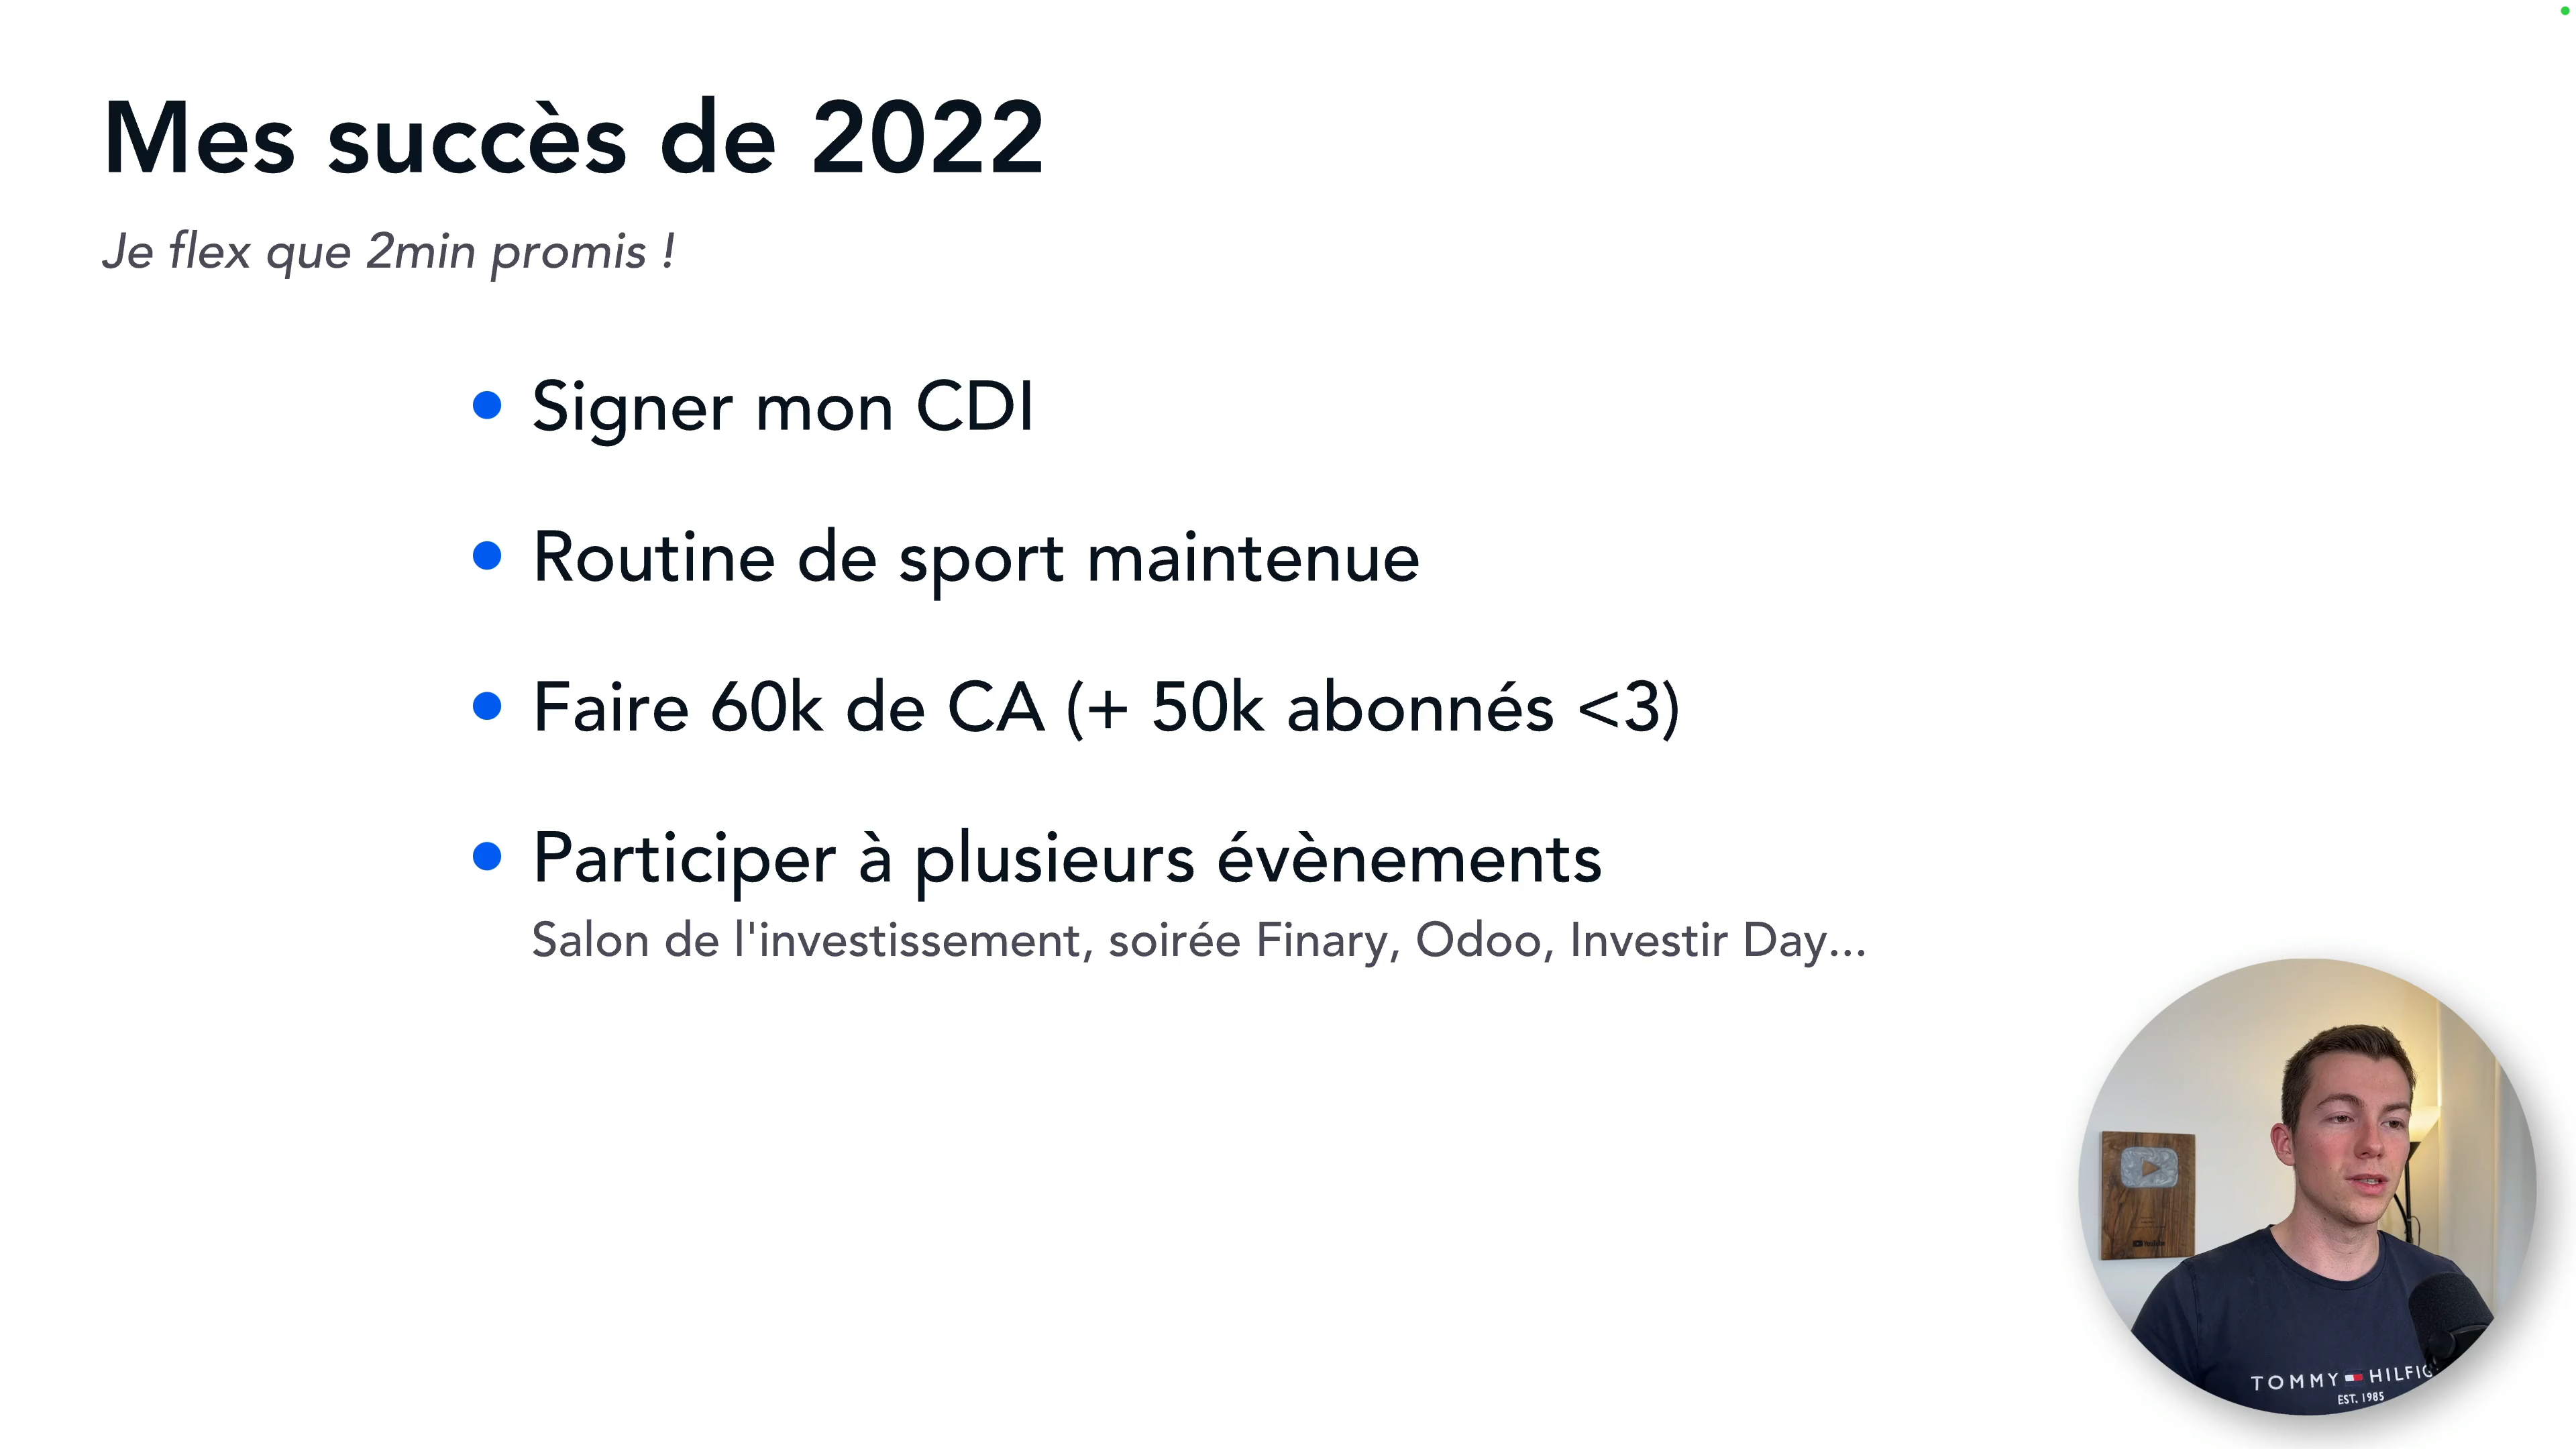 Mes succès de 2022
Je flex que 2min promis !
• Signer mon CDI
• Routine de sport maintenue
• Faire 60k de CA (+ 50k abonnés <3)
• Participer à plusieurs évènements
Salon de l'investissement, soirée Finary, Odoo, Investir Day...
TOMMY HILFIG
EST. 1985